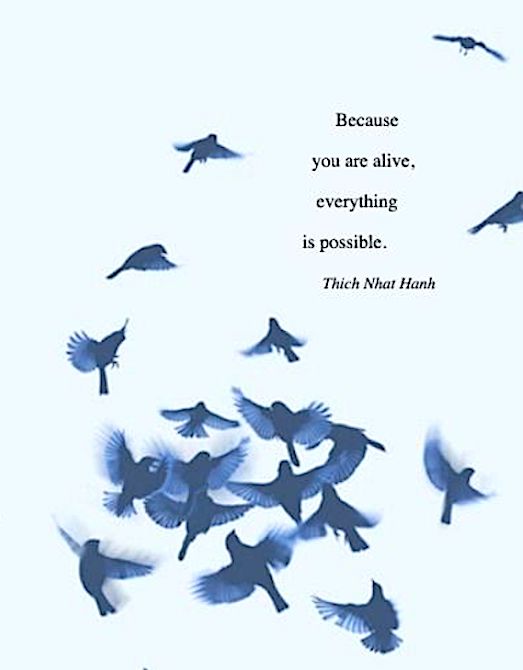 Because
you are alive,
everything
is possible.
Thich Nhat Hanh